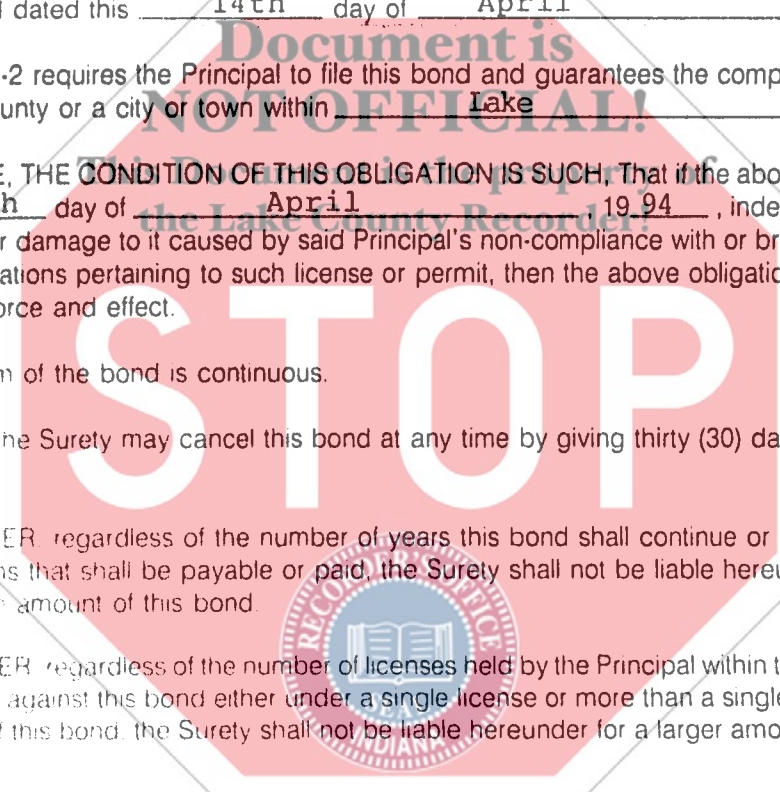 dated this 14th day of April
Document is
-2 requires the Principal to file this bond and guarantees the comp
unty or a city or town within Lake
NOT OFFICIAL!
E, THE CONDITION OF THIS OBLIGATION IS SUCH, That if the abo
This Document is the property of
h day of April, 19 94, inde
the Lake County Recorder!
r damage to it caused by said Principal's non-compliance with or br
ations pertaining to such license or permit, then the above obligatio
orce and effect.
STOP
m of the bond is continuous.
he Surety may cancel this bond at any time by giving thirty (30) da
ER regardless of the number of years this bond shall continue or
ns that shall be payable or paid, the Surety shall not be liable hereu
amount of this bond.
ER regardless of the number of licenses held by the Principal within t
against this bond either under a single license or more than a single
f this bond, the Surety shall not be liable hereunder for a larger amo
RECORDER'S OFFICE
SEAL
INDIANA